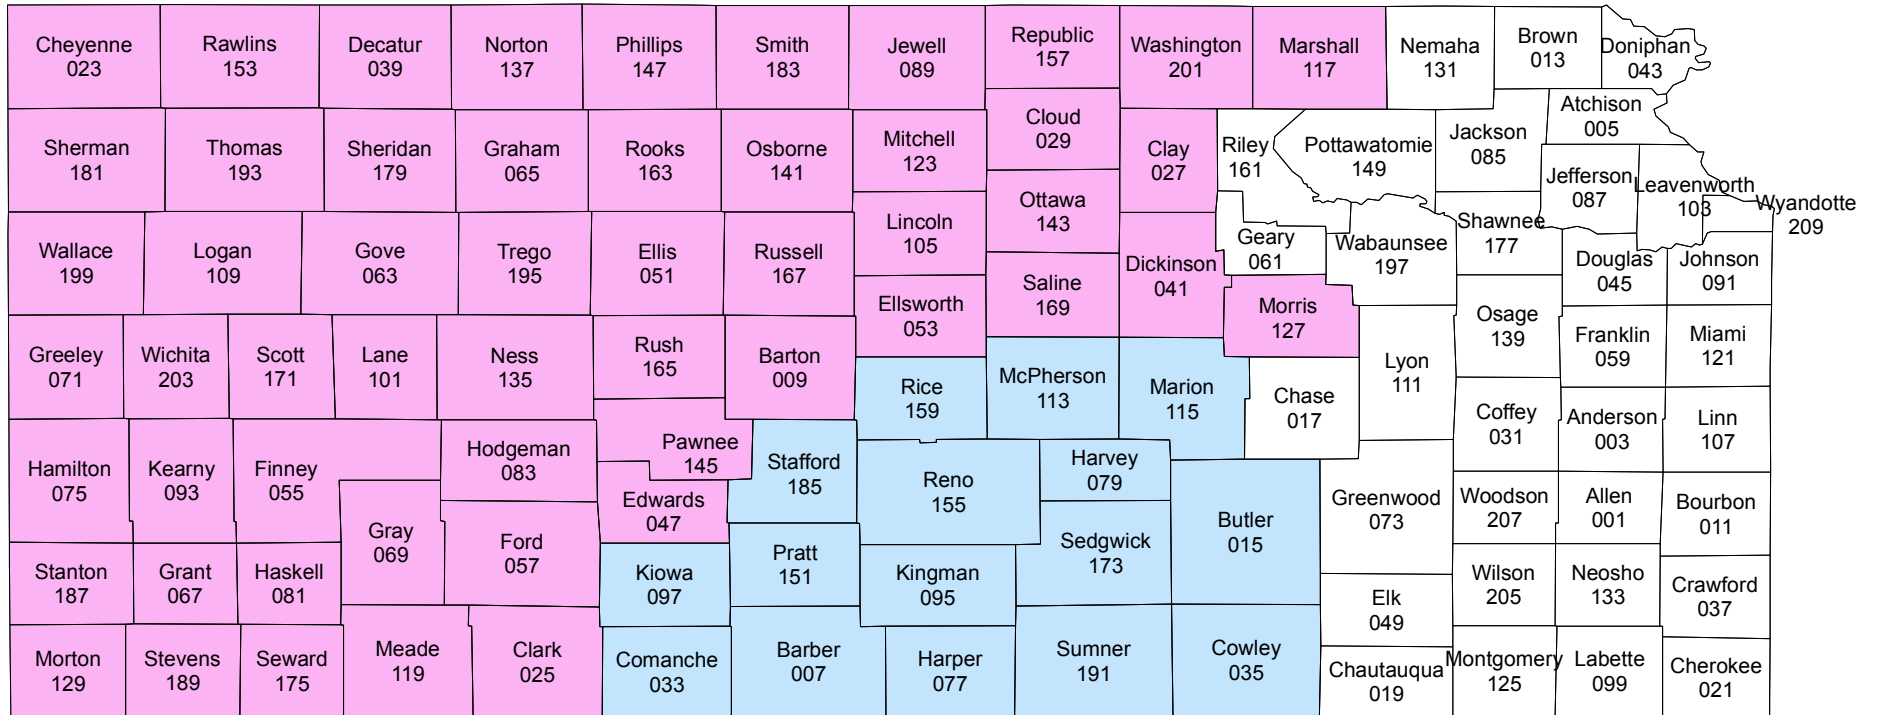 Cheyenne
023
Rawlins
153
Decatur
039
Norton
137
Phillips
147
Smith
183
Jewell
089
Republic
157
Washington
201
Marshall
117
Nemaha
131
Brown
013
Doniphan
043
Atchison
005
Sherman
181
Thomas
193
Sheridan
179
Graham
065
Rooks
163
Osborne
141
Mitchell
123
Cloud
029
Clay
027
Riley
161
Pottawatomie
149
Jackson
085
Jefferson
087
Leavenworth
103
Wyandotte
209
Wallace
199
Logan
109
Gove
063
Trego
195
Ellis
051
Russell
167
Lincoln
105
Ottawa
143
Dickinson
041
Geary
061
Wabaunsee
197
Shawnee
177
Douglas
045
Johnson
091
Ellsworth
053
Saline
169
Morris
127
Osage
139
Franklin
059
Miami
121
Greeley
071
Wichita
203
Scott
171
Lane
101
Ness
135
Rush
165
Barton
009
Rice
159
McPherson
113
Marion
115
Chase
017
Lyon
111
Coffey
031
Anderson
003
Linn
107
Hamilton
075
Kearny
093
Finney
055
Hodgeman
083
Pawnee
145
Stafford
185
Reno
155
Harvey
079
Butler
015
Greenwood
073
Woodson
207
Allen
001
Bourbon
011
Gray
069
Ford
057
Edwards
047
Pratt
151
Kingman
095
Sedgwick
173
Stanton
187
Grant
067
Haskell
081
Kiowa
097
Elk
049
Wilson
205
Neosho
133
Crawford
037
Morton
129
Stevens
189
Seward
175
Meade
119
Clark
025
Comanche
033
Barber
007
Harper
077
Sumner
191
Cowley
035
Chautauqua
019
Montgomery
125
Labette
099
Cherokee
021